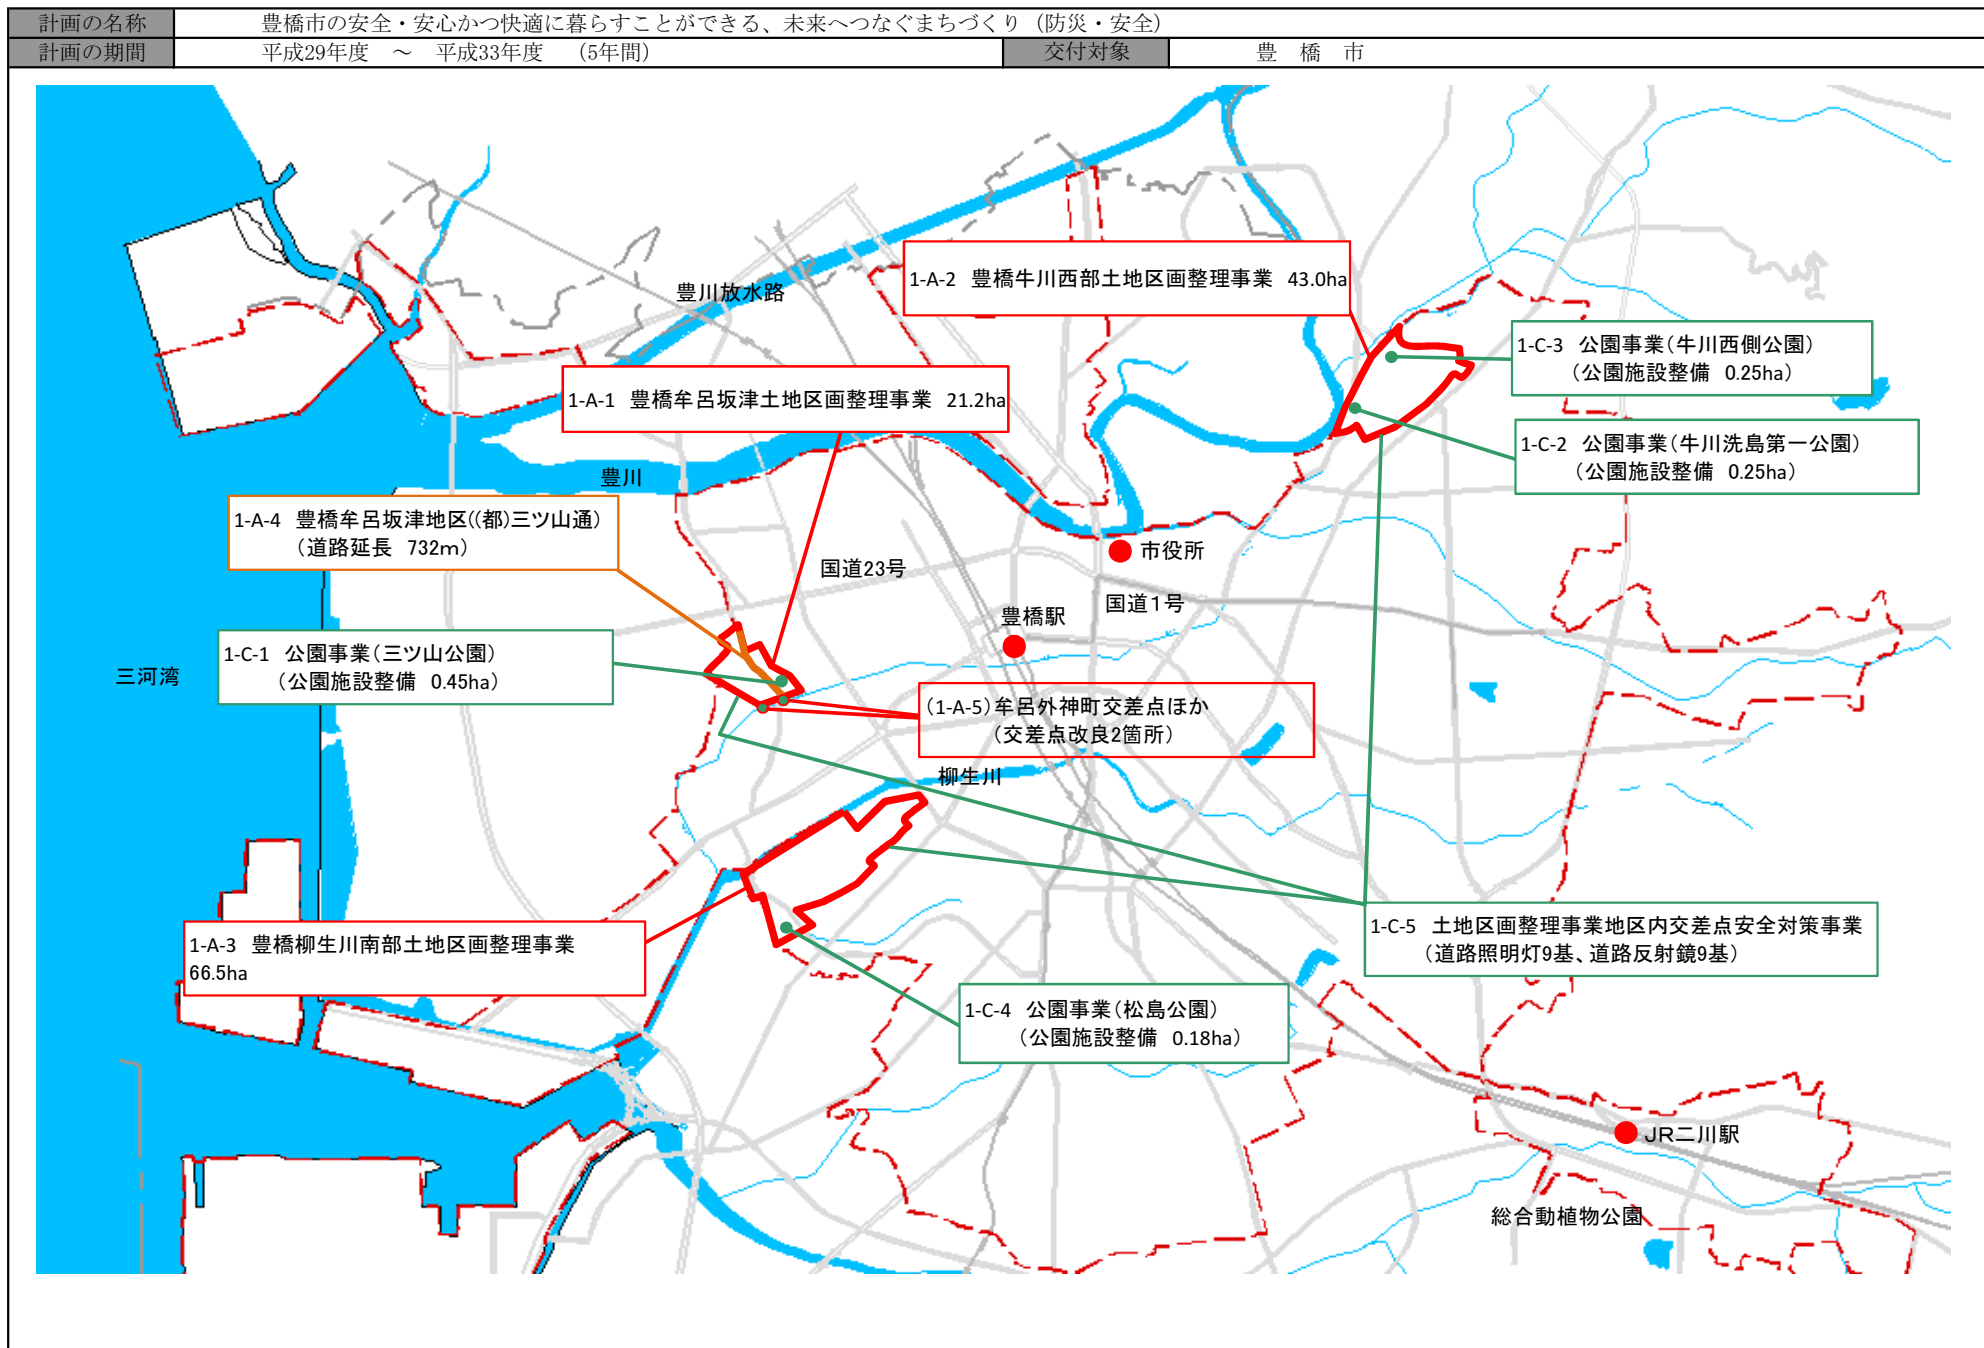 計画の名称
豊橋市の安全・安心かつ快適に暮らすことができる、未来へつなぐまちづくり（防災・安全）
計画の期間
平成29年度　～　平成33年度　（5年間）
交付対象
豊　橋　市
豊川放水路
1-A-2　豊橋牛川西部土地区画整理事業　43.0ha
1-C-3　公園事業（牛川西側公園）
（公園施設整備　0.25ha）
1-A-1　豊橋牟呂坂津土地区画整理事業　21.2ha
1-C-2　公園事業（牛川洗島第一公園）
（公園施設整備　0.25ha）
豊川
1-A-4　豊橋牟呂坂津地区（(都)三ツ山通）
（道路延長　732m）
市役所
国道23号
国道1号
豊橋駅
1-C-1　公園事業（三ツ山公園）
（公園施設整備　0.45ha）
三河湾
（1-A-5）牟呂外神町交差点ほか
（交差点改良2箇所）
柳生川
1-A-3　豊橋柳生川南部土地区画整理事業
66.5ha
1-C-5　土地区画整理事業地区内交差点安全対策事業
（道路照明灯9基、道路反射鏡9基）
1-C-4　公園事業（松島公園）
（公園施設整備　0.18ha）
JR二川駅
総合動植物公園